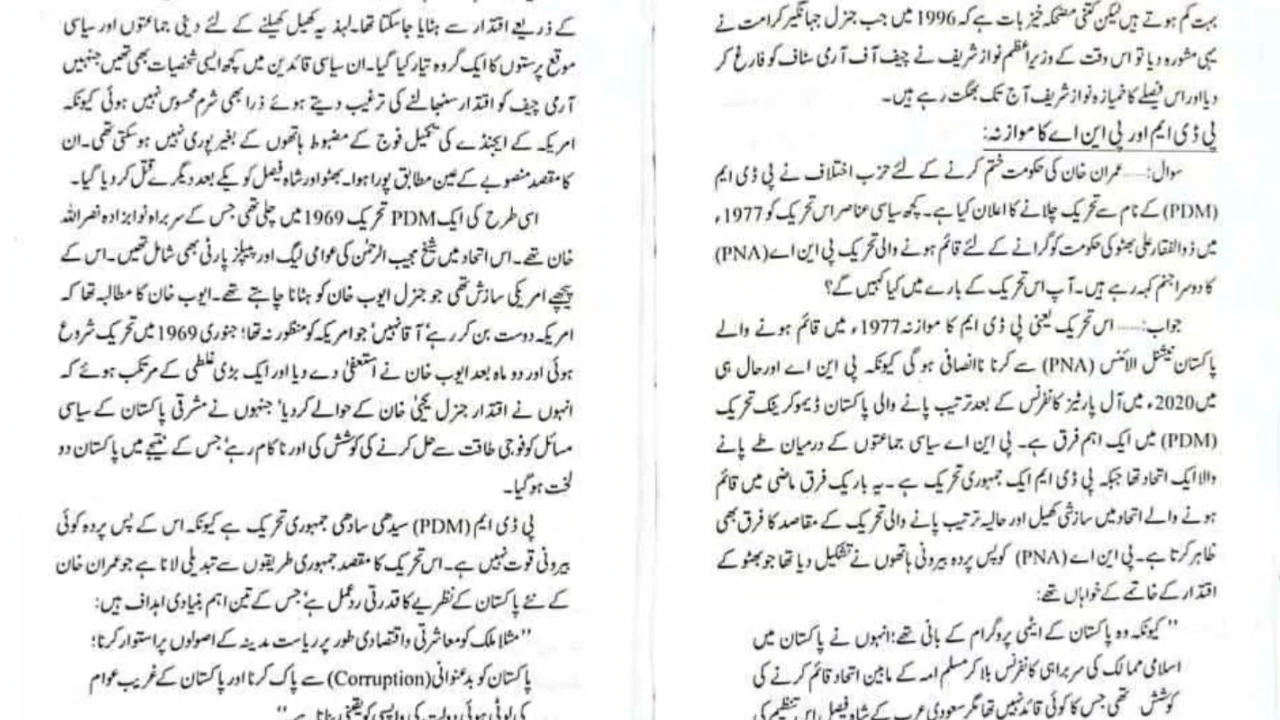 بہت کم ہوتے ہیں لیکن کتنی مضحکہ خیز بات ہے کہ 1996 میں جب جنرل جہانگیر کرامت نے
یہی مشورہ دیا تو اس وقت کے وزیراعظم نواز شریف نے چیف آف آرمی سٹاف کو فارغ کر
دیا اور اس فیصلے کا خمیازہ نواز شریف آج تک بھگت رہے ہیں۔
پی ڈی ایم اور پی این اے کا موازنہ:
سوال:۔۔۔۔ عمران خان کی حکومت ختم کرنے کے لئے حزب اختلاف نے پی ڈی ایم
(PDM) کے نام سے تحریک چلانے کا اعلان کیا ہے۔ کچھ سیاسی عناصر اس تحریک کو 1977ء
میں ذوالفقار علی بھٹو کی حکومت کو گرانے کے لئے قائم ہونے والی تحریک پی این اے (PNA)
کا دوسرا جنم کہہ رہے ہیں۔ آپ اس تحریک کے بارے میں کیا کہیں گے؟
جواب:۔۔۔۔ اس تحریک یعنی پی ڈی ایم کا موازنہ 1977ء میں قائم ہونے والے
پاکستان نیشنل الائنس (PNA) سے کرنا ناانصافی ہو گی کیونکہ پی این اے اور حال ہی
میں 2020ء میں آل پارٹیز کانفرنس کے بعد ترتیب پانے والی پاکستان ڈیموکریٹک تحریک
(PDM) میں ایک اہم فرق ہے۔ پی این اے سیاسی جماعتوں کے درمیان طے پانے
والا ایک اتحاد تھا جبکہ پی ڈی ایم ایک جمہوری تحریک ہے۔ یہ باریک فرق ماضی میں قائم
ہونے والے اتحاد میں سازشی کھیل اور حالیہ ترتیب پانے والی تحریک کے مقاصد کا فرق بھی
ظاہر کرتا ہے۔ پی این اے (PNA) کو پس پردہ بیرونی ہاتھوں نے تشکیل دیا تھا جو بھٹو کے
اقتدار کے خاتمے کے خواہاں تھے:
"کیونکہ وہ پاکستان کے ایٹمی پروگرام کے بانی تھے؛ انہوں نے پاکستان میں
اسلامی ممالک کی سربراہی کانفرنس بلا کر مسلم امہ کے مابین اتحاد قائم کرنے کی
کوشش تھی جس کا کوئی قائد نہیں تھا مگر سعودی عرب کے شاہ فیصل اس تنظیم کی
کے ذریعے اقتدار سے ہٹایا جا سکتا تھا۔ لہذ یہ کھیل کھیلنے کے لئے دینی جماعتوں اور سیاسی
موقع پرستوں کا ایک گروہ تیار کیا گیا۔ ان سیاسی قائدین میں کچھ ایسی شخصیات بھی تھیں جنہیں
آرمی چیف کو اقتدار سنبھالنے کی ترغیب دیتے ہوئے ذرا بھی شرم محسوس نہیں ہوئی کیونکہ
امریکہ کے ایجنڈے کی تکمیل فوج کے مضبوط ہاتھوں کے بغیر پوری نہیں ہو سکتی تھی۔ ان
کا مقصد منصوبے کے عین مطابق پورا ہوا۔ بھٹو اور شاہ فیصل کو یکے بعد دیگرے قتل کر دیا گیا۔
اسی طرح کی ایک PDM تحریک 1969 میں چلی تھی جس کے سربراہ نوابزادہ نصر اللہ
خان تھے۔ اس اتحاد میں شیخ مجیب الرحمٰن کی عوامی لیگ اور پیپلز پارٹی بھی شامل تھیں۔ اس کے
پیچھے امریکی سازش تھی جو جنرل ایوب خان کو ہٹانا چاہتے تھے۔ ایوب خان کا مطالبہ تھا کہ
امریکہ دوست بن کر رہے' آقا نہیں' جو امریکہ کو منظور نہ تھا؛ جنوری 1969 میں تحریک شروع
ہوئی اور دو ماہ بعد ایوب خان نے استعفیٰ دے دیا اور ایک بڑی غلطی کے مرتکب ہوئے کہ
انہوں نے اقتدار جنرل یحییٰ خان کے حوالے کر دیا' جنہوں نے مشرقی پاکستان کے سیاسی
مسائل کو فوجی طاقت سے حل کرنے کی کوشش کی اور ناکام رہے' جس کے نتیجے میں پاکستان دو
لخت ہو گیا۔
پی ڈی ایم (PDM) سیدھی سادھی جمہوری تحریک ہے کیونکہ اس کے پس پردہ کوئی
بیرونی قوت نہیں ہے۔ اس تحریک کا مقصد جمہوری طریقوں سے تبدیلی لانا ہے جو عمران خان
کے نئے پاکستان کے نظریے کا قدرتی ردعمل ہے' جس کے تین اہم بنیادی اہداف ہیں:
"مثلا ملک کو معاشرتی و اقتصادی طور پر ریاست مدینہ کے اصولوں پر استوار کرنا؛
پاکستان کو بدعنوانی (Corruption) سے پاک کرنا اور پاکستان کے غریب عوام
کی لوٹی ہوئی دولت کی واپسی کو یقینی بنانا ہے۔"